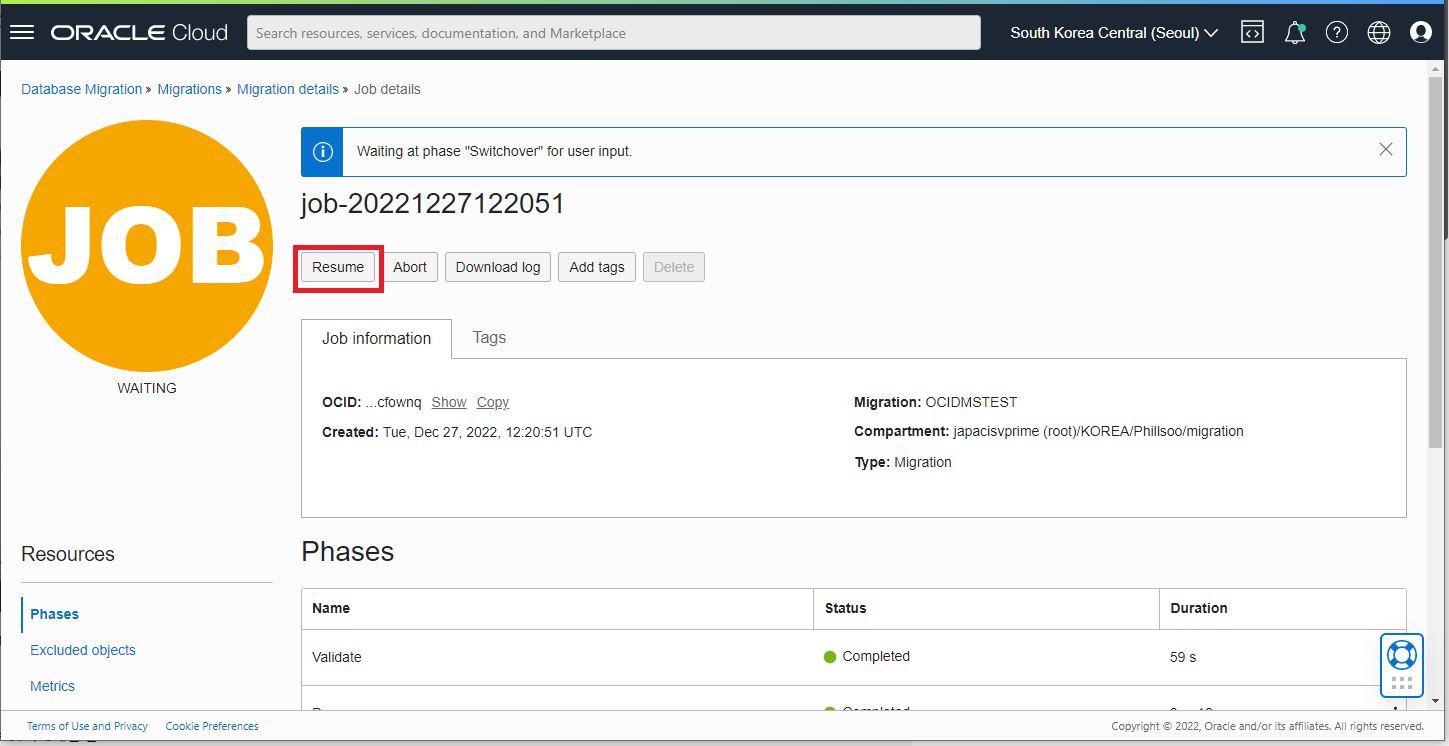 ORACLE Cloud
Search resources, services, documentation, and Marketplace
South Korea Central (Seoul)
Database Migration » Migrations » Migration details » Job details
JOB
WAITING
Waiting at phase "Switchover" for user input.
job-20221227122051
Resume Abort Download log Add tags Delete
Job information Tags
OCID: ...cfownq Show Copy
Created: Tue, Dec 27, 2022, 12:20:51 UTC
Migration: OCIDMSTEST
Compartment: japacisvprime (root)/KOREA/Phillsoo/migration
Type: Migration
Resources
Phases
Excluded objects
Metrics
Phases
Name Status Duration
Validate Completed 59 s
Completed
Terms of Use and Privacy Cookie Preferences
Copyright © 2022, Oracle and/or its affiliates. All rights reserved.